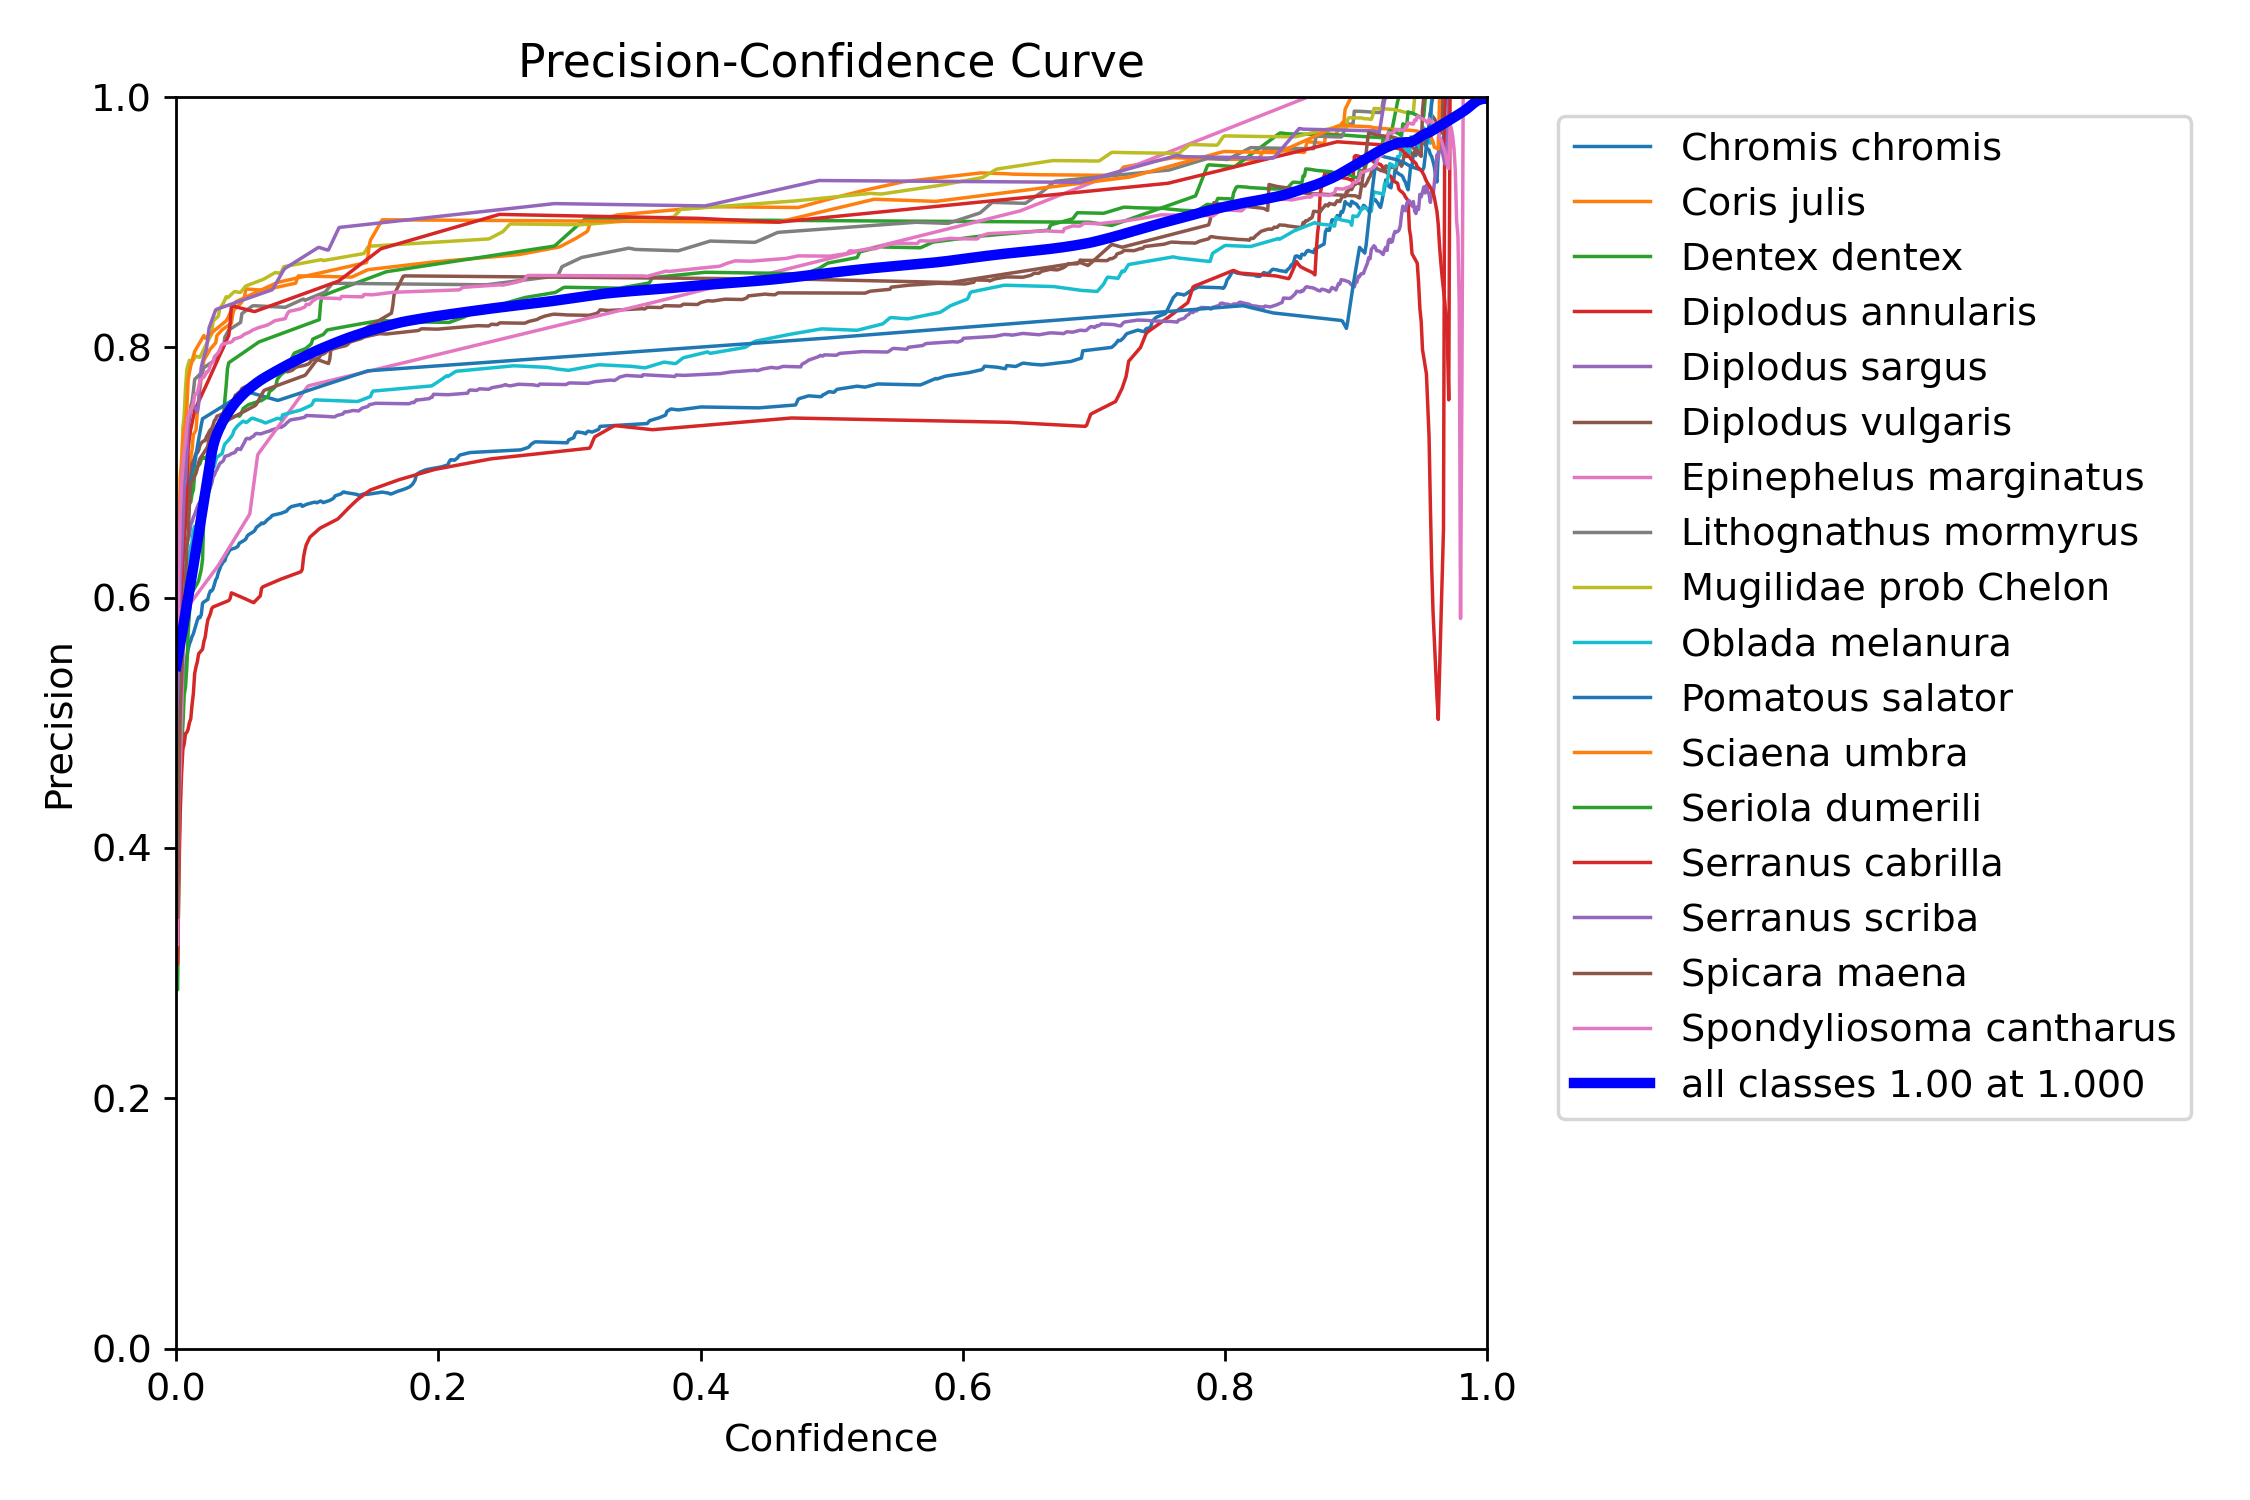 Precision-Confidence Curve
1.0
0.8
0.6
0.4
0.2
0.0
Precision
0.0 0.2 0.4 0.6 0.8 1.0
Confidence
Chromis chromis
Coris julis
Dentex dentex
Diplodus annularis
Diplodus sargus
Diplodus vulgaris
Epinephelus marginatus
Lithognathus mormyrus
Mugilidae prob Chelon
Oblada melanura
Pomatous salator
Sciaena umbra
Seriola dumerili
Serranus cabrilla
Serranus scriba
Spicara maena
Spondyliosoma cantharus
all classes 1.00 at 1.000